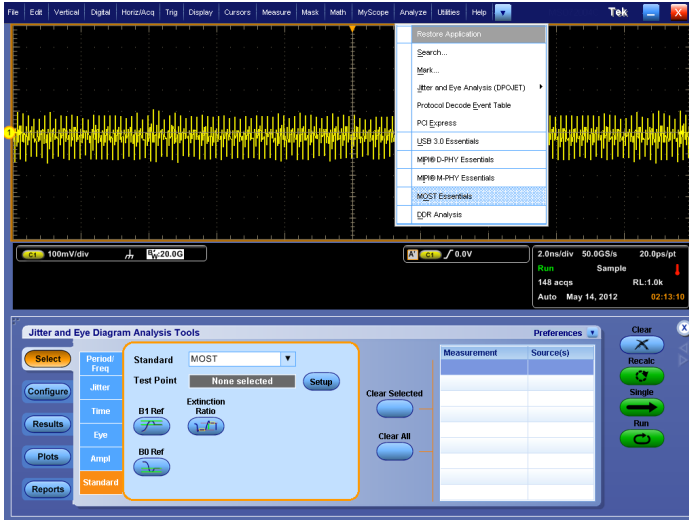 File Edit Vertical Digital Horiz/Acq Trig Display Cursors Measure Mask Math MyScope Analyze Utilities Help Tek X
Restore Application
Search...
Mark...
Jitter and Eye Analysis (DPOJET)
Protocol Decode Event Table
PCI Express
USB 3.0 Essentials
MIPI® D-PHY Essentials
MIPI® M-PHY Essentials
MOST Essentials
DDR Analysis
1
C1 100mV/div BW:20.0G
A' C1 0.0V
2.0ns/div 50.0GS/s 20.0ps/pt
Run Sample
148 acqs RL:1.0k
Auto May 14, 2012 02:13:10
Jitter and Eye Diagram Analysis Tools
Preferences
Clear
X
Select
Configure
Results
Plots
Reports
Period/
Freq
Jitter
Time
Eye
Ampl
Standard
Standard MOST
Test Point None selected Setup
B1 Ref
Extinction
Ratio
B0 Ref
Clear Selected
Clear All
Measurement Source(s)
Recalc
Single
Run